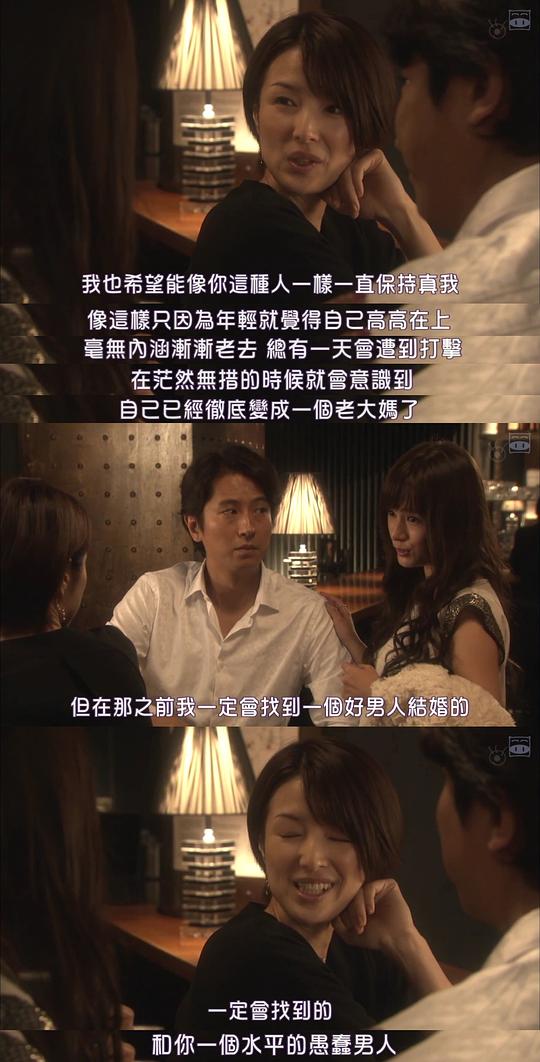 我也希望能像你這種人一樣一直保持真我
像這樣只因為年輕就覺得自己高高在上
毫無內涵漸漸老去 總有一天會遭到打擊
在茫然無措的時候就會意識到
自己已經徹底變成一個老大媽了
但在那之前我一定會找到一個好男人結婚的
一定會找到的
和你一個水平的愚蠢男人